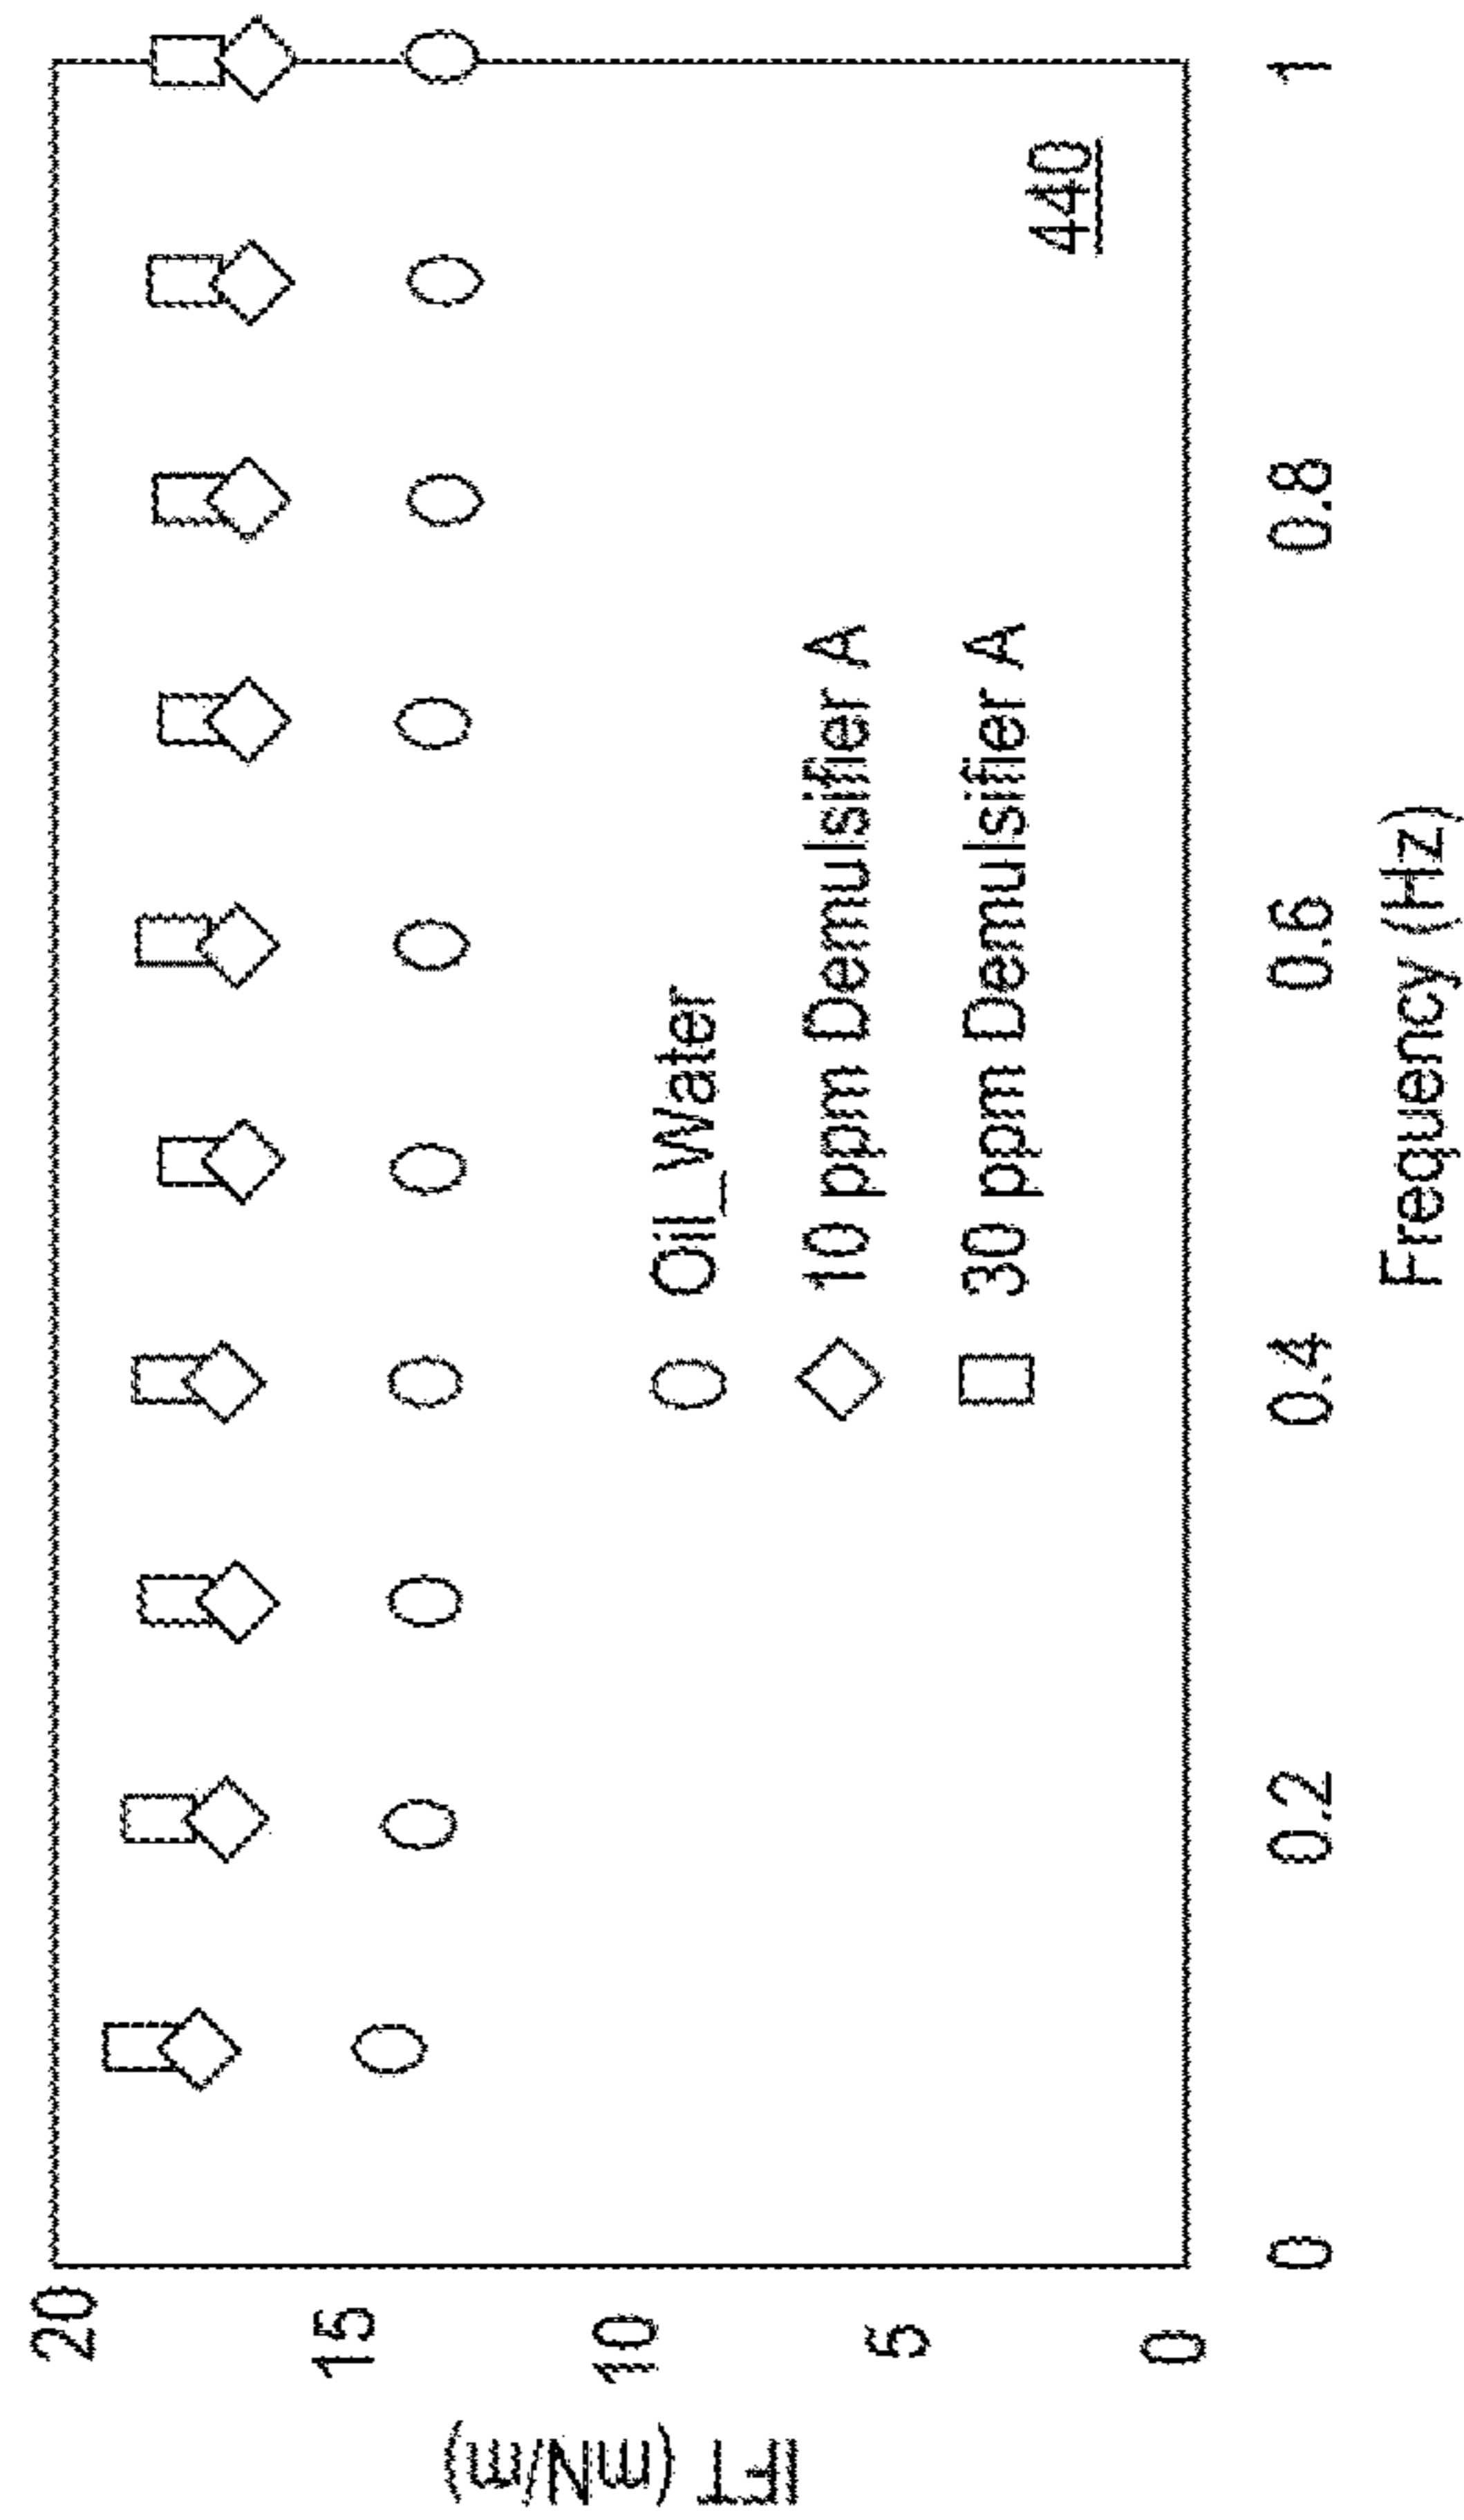 IFT (mN/m)
20
15
10
5
0
Oil_Water
10 ppm Demulsifier A
30 ppm Demulsifier A
440
0
0.2
0.4
0.6
0.8
1
Frequency (Hz)